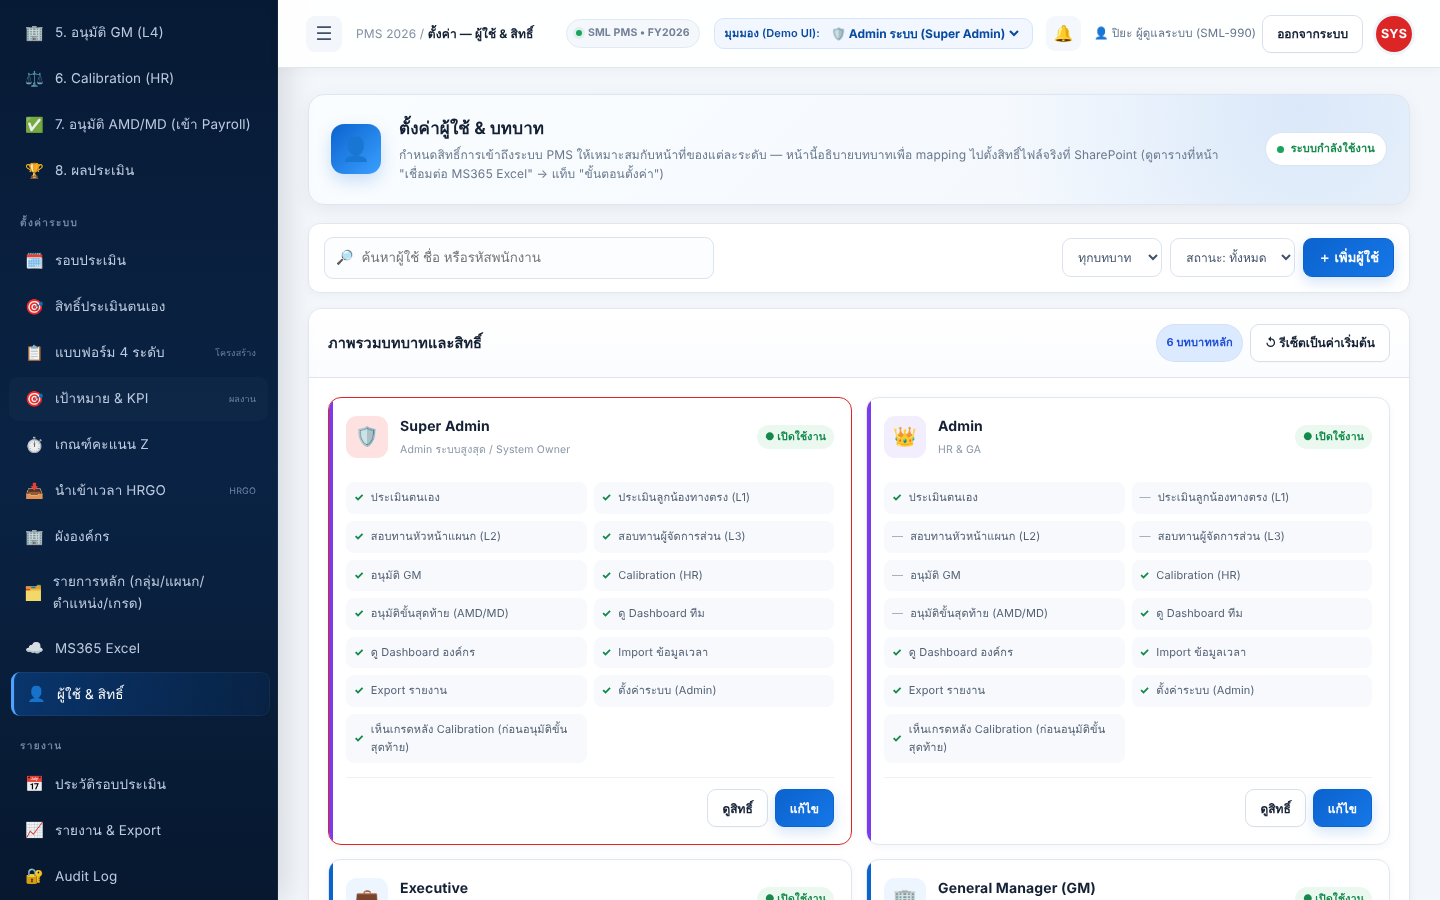 5. อนุมัติ GM (L4)
6. Calibration (HR)
7. อนุมัติ AMD/MD (เข้า Payroll)
8. ผลประเมิน
ตั้งค่าระบบ
รอบประเมิน
สิทธิ์ประเมินตนเอง
แบบฟอร์ม 4 ระดับ โครงสร้าง
เป้าหมาย & KPI ผลงาน
เกณฑ์คะแนน Z
นำเข้าเวลา HRGO HRGO
ผังองค์กร
รายการหลัก (กลุ่ม/แผนก/
ตำแหน่ง/เกรด)
MS365 Excel
ผู้ใช้ & สิทธิ์
รายงาน
ประวัติรอบประเมิน
รายงาน & Export
Audit Log
PMS 2026 / ตั้งค่า — ผู้ใช้ & สิทธิ์
SML PMS • FY2026
มุมมอง (Demo UI): Admin ระบบ (Super Admin)
ปิยะ ผู้ดูแลระบบ (SML-990)
ออกจากระบบ
SYS
ตั้งค่าผู้ใช้ & บทบาท
กำหนดสิทธิ์การเข้าถึงระบบ PMS ให้เหมาะสมกับหน้าที่ของแต่ละระดับ — หน้านี้อธิบายบทบาทเพื่อ mapping ไปตั้งสิทธิ์ไฟล์จริงที่ SharePoint (ดูตารางที่หน้า
"เชื่อมต่อ MS365 Excel" → แท็บ "ขั้นตอนตั้งค่า")
ระบบกำลังใช้งาน
ค้นหาผู้ใช้ ชื่อ หรือรหัสพนักงาน
ทุกบทบาท
สถานะ: ทั้งหมด
+ เพิ่มผู้ใช้
ภาพรวมบทบาทและสิทธิ์
6 บทบาทหลัก
↺ รีเซ็ตเป็นค่าเริ่มต้น
Super Admin
Admin ระบบสูงสุด / System Owner
เปิดใช้งาน
✓ ประเมินตนเอง
✓ ประเมินลูกน้องทางตรง (L1)
✓ สอบทานหัวหน้าแผนก (L2)
✓ สอบทานผู้จัดการส่วน (L3)
✓ อนุมัติ GM
✓ Calibration (HR)
✓ อนุมัติขั้นสุดท้าย (AMD/MD)
✓ ดู Dashboard ทีม
✓ ดู Dashboard องค์กร
✓ Import ข้อมูลเวลา
✓ Export รายงาน
✓ ตั้งค่าระบบ (Admin)
✓ เห็นเกรดหลัง Calibration (ก่อนอนุมัติขั้น
สุดท้าย)
ดูสิทธิ์
แก้ไข
Admin
HR & GA
เปิดใช้งาน
✓ ประเมินตนเอง
— ประเมินลูกน้องทางตรง (L1)
— สอบทานหัวหน้าแผนก (L2)
— สอบทานผู้จัดการส่วน (L3)
— อนุมัติ GM
✓ Calibration (HR)
— อนุมัติขั้นสุดท้าย (AMD/MD)
✓ ดู Dashboard ทีม
✓ ดู Dashboard องค์กร
✓ Import ข้อมูลเวลา
✓ Export รายงาน
✓ ตั้งค่าระบบ (Admin)
✓ เห็นเกรดหลัง Calibration (ก่อนอนุมัติขั้น
สุดท้าย)
ดูสิทธิ์
แก้ไข
Executive
เปิดใช้งาน
General Manager (GM)
เปิดใช้งาน